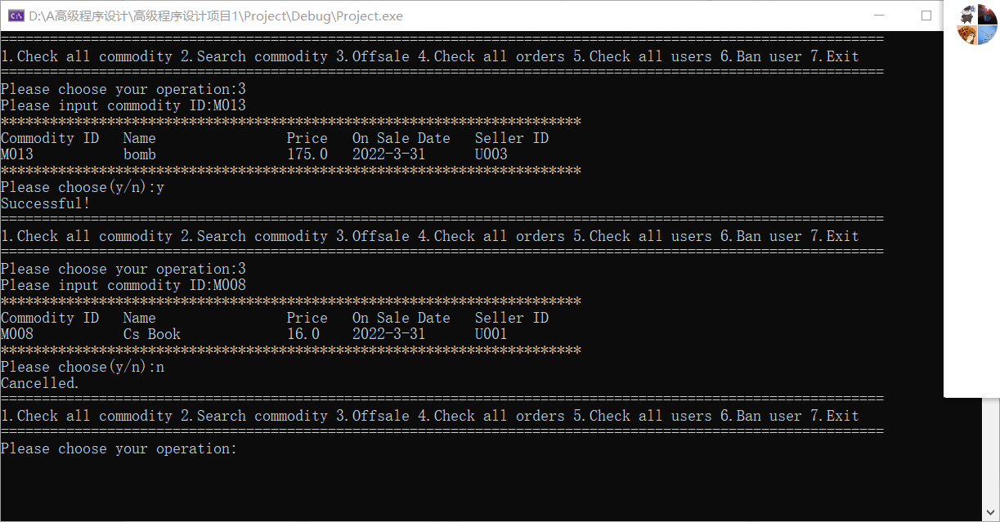 D:\A高级程序设计\高级程序设计项目1\Project\Debug\Project.exe
============================================================================================================
1.Check all commodity 2.Search commodity 3.Offsale 4.Check all orders 5.Check all users 6.Ban user 7.Exit
============================================================================================================
Please choose your operation:3
Please input commodity ID:M013
***********************************************************************
Commodity ID   Name                Price   On Sale Date   Seller ID
M013           bomb                175.0   2022-3-31      U003
***********************************************************************
Please choose(y/n):y
Successful!
============================================================================================================
1.Check all commodity 2.Search commodity 3.Offsale 4.Check all orders 5.Check all users 6.Ban user 7.Exit
============================================================================================================
Please choose your operation:3
Please input commodity ID:M008
***********************************************************************
Commodity ID   Name                Price   On Sale Date   Seller ID
M008           Cs Book             16.0    2022-3-31      U001
***********************************************************************
Please choose(y/n):n
Cancelled.
============================================================================================================
1.Check all commodity 2.Search commodity 3.Offsale 4.Check all orders 5.Check all users 6.Ban user 7.Exit
============================================================================================================
Please choose your operation: